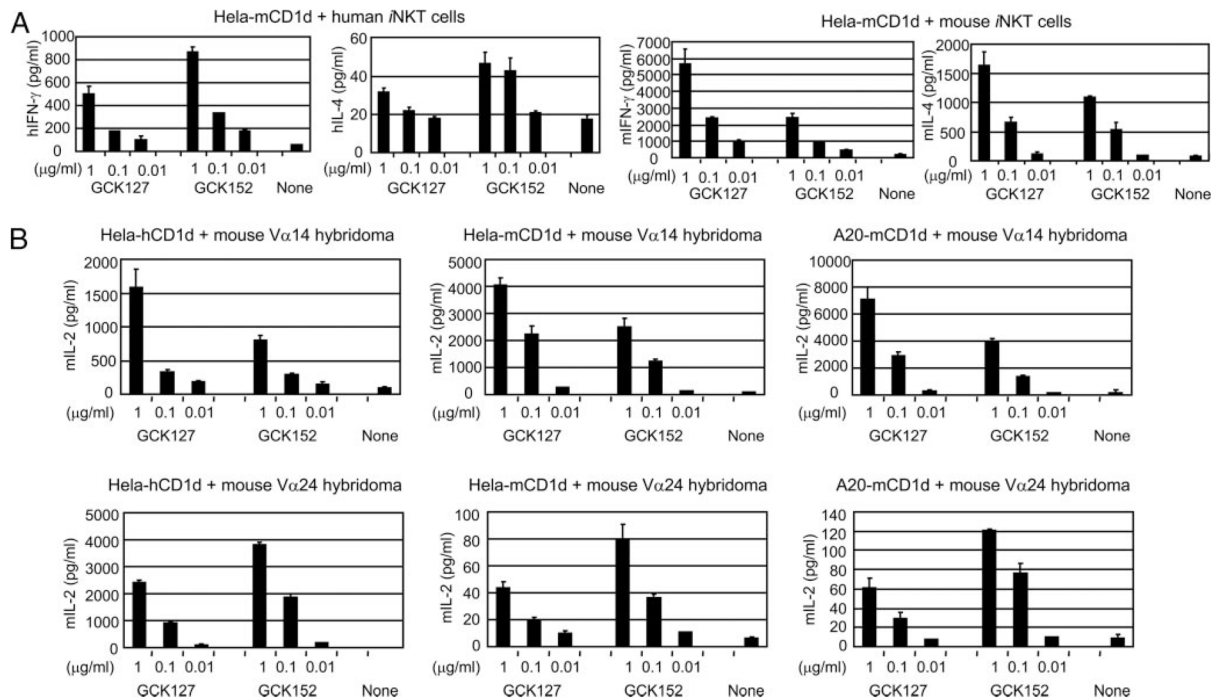 A
Hela-mCD1d + human iNKT cells
Hela-mCD1d + mouse iNKT cells
hIFN-γ (pg/ml)
1000
800
600
400
200
0
(μg/ml) 1 0.1 0.01 1 0.1 0.01
GCK127 GCK152 None
hIL-4 (pg/ml)
60
40
20
0
1 0.1 0.01 1 0.1 0.01
GCK127 GCK152 None
mIFN-γ (pg/ml)
7000
6000
5000
4000
3000
2000
1000
0
(μg/ml) 1 0.1 0.01 1 0.1 0.01
GCK127 GCK152 None
mIL-4 (pg/ml)
2000
1500
1000
500
0
1 0.1 0.01 1 0.1 0.01
GCK127 GCK152 None
B
Hela-hCD1d + mouse Vα14 hybridoma
mIL-2 (pg/ml)
2000
1500
1000
500
0
(μg/ml) 1 0.1 0.01 1 0.1 0.01
GCK127 GCK152 None
Hela-mCD1d + mouse Vα14 hybridoma
mIL-2 (pg/ml)
5000
4000
3000
2000
1000
0
1 0.1 0.01 1 0.1 0.01
GCK127 GCK152 None
A20-mCD1d + mouse Vα14 hybridoma
mIL-2 (pg/ml)
10000
8000
6000
4000
2000
0
1 0.1 0.01 1 0.1 0.01
GCK127 GCK152 None
Hela-hCD1d + mouse Vα24 hybridoma
mIL-2 (pg/ml)
5000
4000
3000
2000
1000
0
(μg/ml) 1 0.1 0.01 1 0.1 0.01
GCK127 GCK152 None
Hela-mCD1d + mouse Vα24 hybridoma
mIL-2 (pg/ml)
80
60
40
20
0
1 0.1 0.01 1 0.1 0.01
GCK127 GCK152 None
A20-mCD1d + mouse Vα24 hybridoma
mIL-2 (pg/ml)
140
120
100
80
60
40
20
0
1 0.1 0.01 1 0.1 0.01
GCK127 GCK152 None